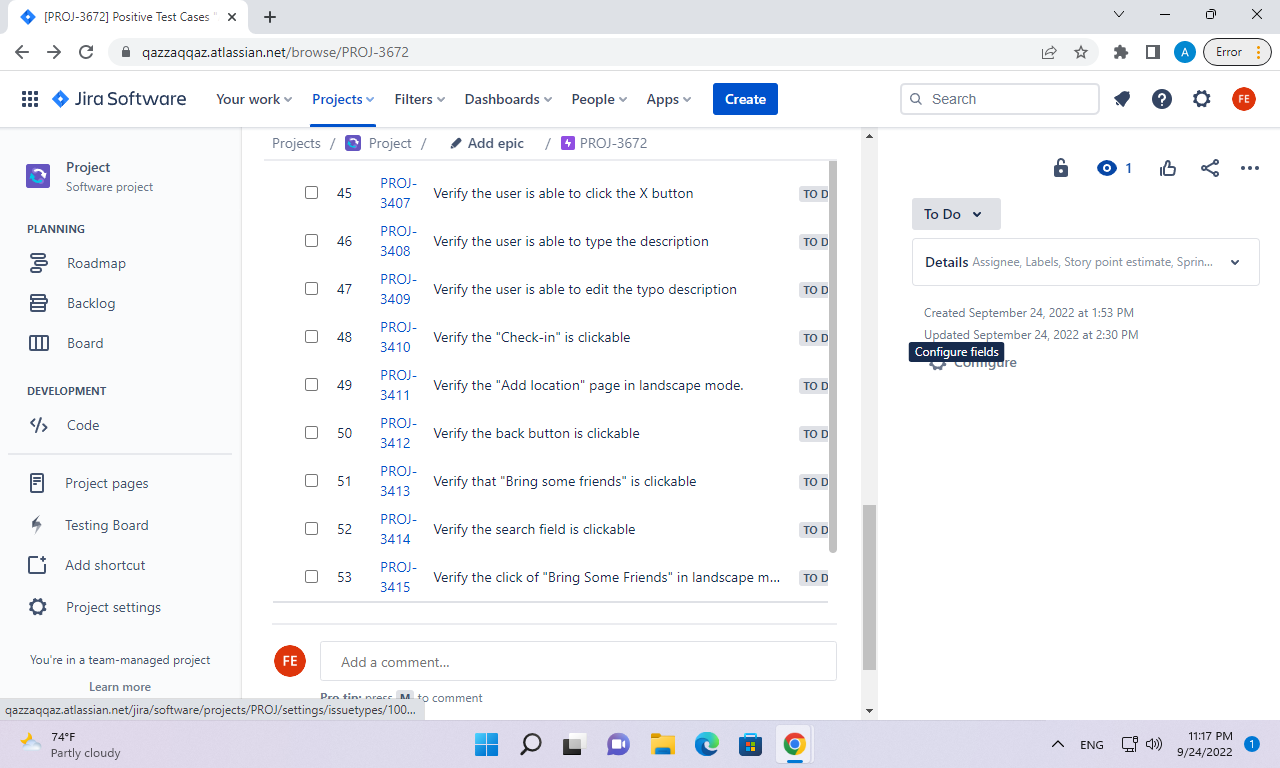 [PROJ-3672] Positive Test Cases "
qazzaqqaz.atlassian.net/browse/PROJ-3672
A
Error
Jira Software
Your work
Projects
Filters
Dashboards
People
Apps
Create
Search
FE
Project
Software project
PLANNING
Roadmap
Backlog
Board
DEVELOPMENT
Code
Project pages
Testing Board
Add shortcut
Project settings
You're in a team-managed project
Learn more
Projects / Project / Add epic / PROJ-3672
45 PROJ-3407 Verify the user is able to click the X button TO D
46 PROJ-3408 Verify the user is able to type the description TO D
47 PROJ-3409 Verify the user is able to edit the typo description TO D
48 PROJ-3410 Verify the "Check-in" is clickable TO D
49 PROJ-3411 Verify the "Add location" page in landscape mode. TO D
50 PROJ-3412 Verify the back button is clickable TO D
51 PROJ-3413 Verify that "Bring some friends" is clickable TO D
52 PROJ-3414 Verify the search field is clickable TO D
53 PROJ-3415 Verify the click of "Bring Some Friends" in landscape m... TO D
FE
Add a comment...
Pro tip: press M to comment
1
To Do
Details Assignee, Labels, Story point estimate, Sprin...
Created September 24, 2022 at 1:53 PM
Updated September 24, 2022 at 2:30 PM
Configure fields
Configure
qazzaqqaz.atlassian.net/jira/software/projects/PROJ/settings/issuetypes/100...
74°F
Partly cloudy
ENG
11:17 PM
9/24/2022
1